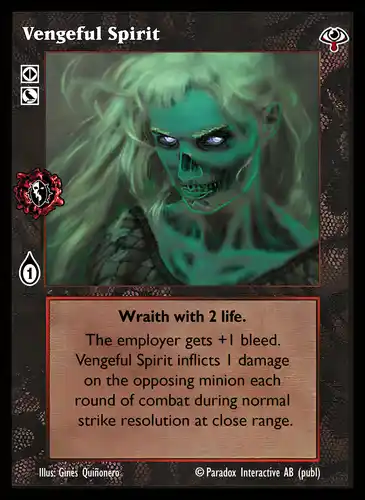 Vengeful Spirit
1
Wraith with 2 life.
The employer gets +1 bleed.
Vengeful Spirit inflicts 1 damage
on the opposing minion each
round of combat during normal
strike resolution at close range.
Illus: Gines Quiñonero
© Paradox Interactive AB (publ)